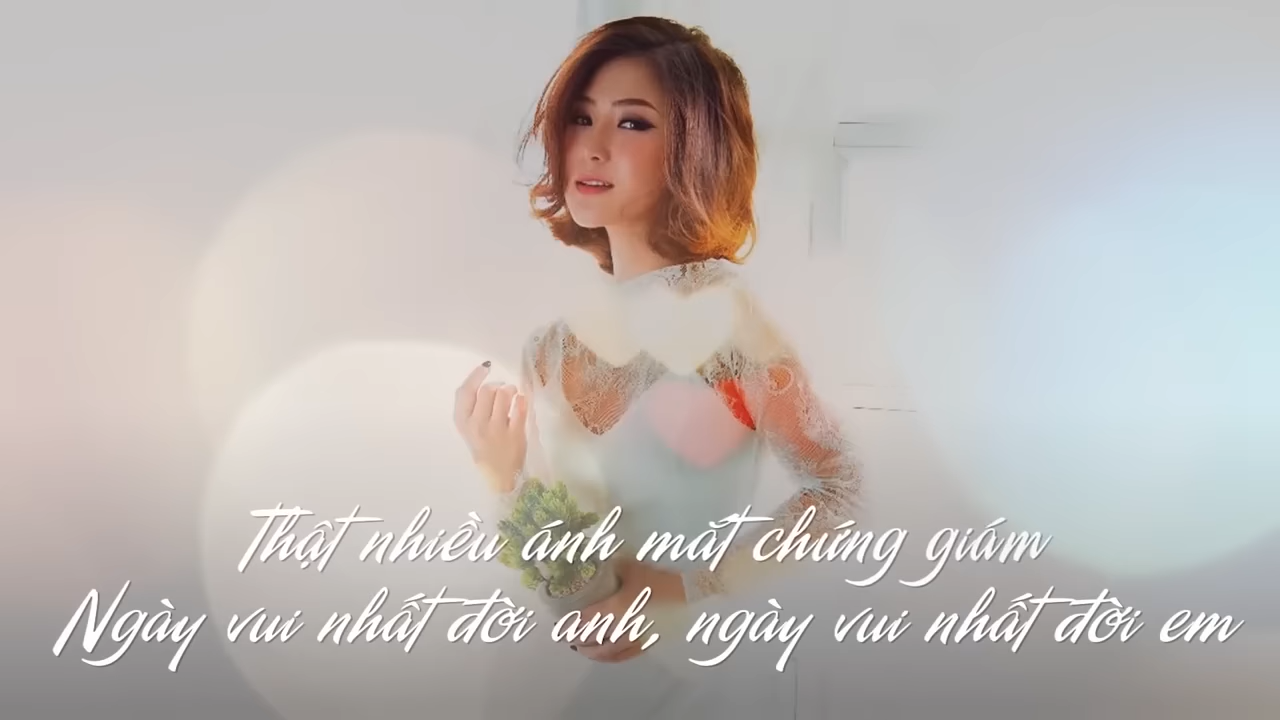 Thật nhiều ánh mắt chứng giám
Ngày vui nhất đời anh, ngày vui nhất đời em